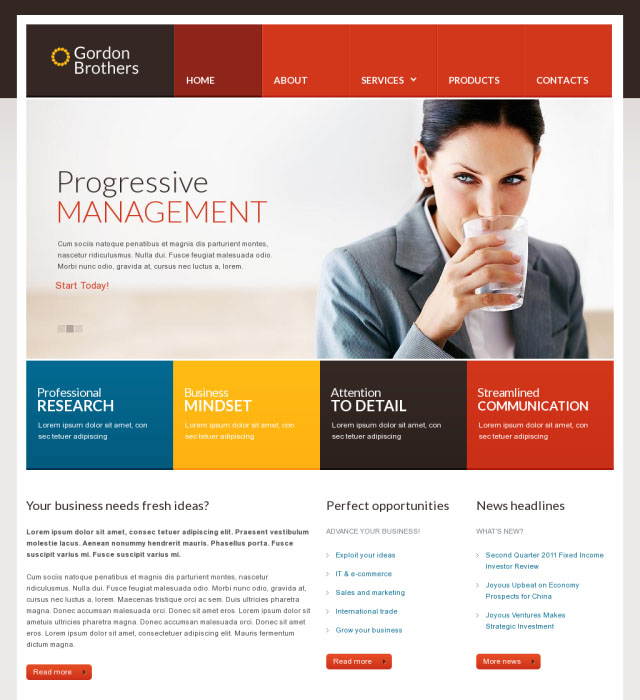 Gordon
Brothers
HOME
ABOUT
SERVICES
PRODUCTS
CONTACTS
Progressive
MANAGEMENT
Cum sociis natoque penatibus et magnis dis parturient montes,
nascetur ridiculusmus. Nulla dui. Fusce feugiat malesuada odio.
Morbi nunc odio, gravida at, cursus nec luctus a, lorem.
Start Today!
Professional
RESEARCH
Lorem ipsum dolor sit amet, con
sec tetuer adipiscing
Business
MINDSET
Lorem ipsum dolor sit amet, con
sec tetuer adipiscing
Attention
TO DETAIL
Lorem ipsum dolor sit amet, con
sec tetuer adipiscing
Streamlined
COMMUNICATION
Lorem ipsum dolor sit amet, con
sec tetuer adipiscing
Your business needs fresh ideas?
Lorem ipsum dolor sit amet, consec tetuer adipiscing elit. Praesent vestibulum
molestie lacus. Aenean nonummy hendrerit mauris. Phasellus porta. Fusce
suscipit varius mi. Fusce suscipit varius mi.
Cum sociis natoque penatibus et magnis dis parturient montes, nascetur
ridiculus mus. Nulla dui. Fusce feugiat malesuada odio. Morbi nunc odio,
gravida at, cursus nec, luctus a, lorem. Maecenas tristique orci ac sem. Duis ultricies pharetra
magna. Donec accumsan malesuada orci. Donec sit amet eros. Lorem ipsum dolor sit
ametuis ultricies pharetra magna. Donec accumsan malesuada orci. Donec sit amet
eros. Lorem ipsum dolor sit amet, consectetuer adipiscing elit. Mauris fermentum
dictum magna.
Read more
Perfect opportunities
ADVANCE YOUR BUSINESS!
Exploit your ideas
IT & e-commerce
Sales and marketing
International trade
Grow your business
Read more
News headlines
WHAT'S NEW?
Second Quarter 2011 Fixed Income
Investor Review
Joyous Upbeat on Economy
Prospects for China
Joyous Ventures Makes
Strategic Investment
More news